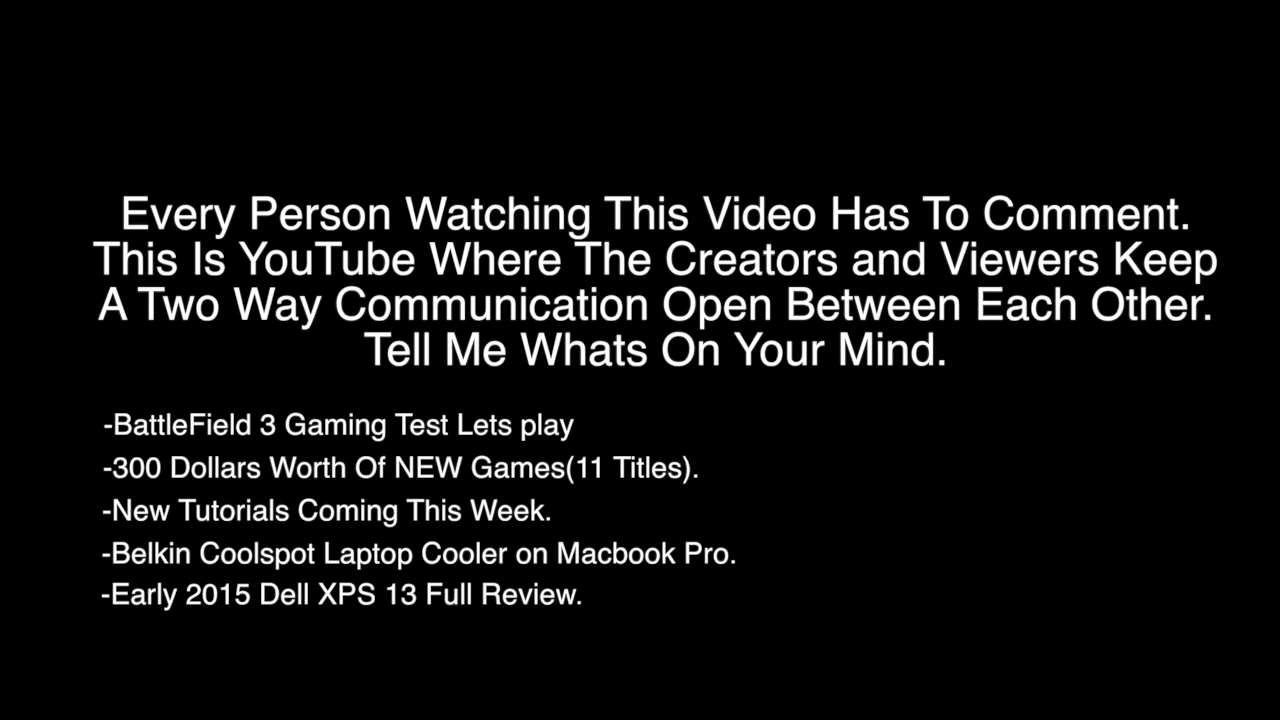 Every Person Watching This Video Has To Comment.
This Is YouTube Where The Creators and Viewers Keep
A Two Way Communication Open Between Each Other.
Tell Me Whats On Your Mind.
-BattleField 3 Gaming Test Lets play
-300 Dollars Worth Of NEW Games(11 Titles).
-New Tutorials Coming This Week.
-Belkin Coolspot Laptop Cooler on Macbook Pro.
-Early 2015 Dell XPS 13 Full Review.